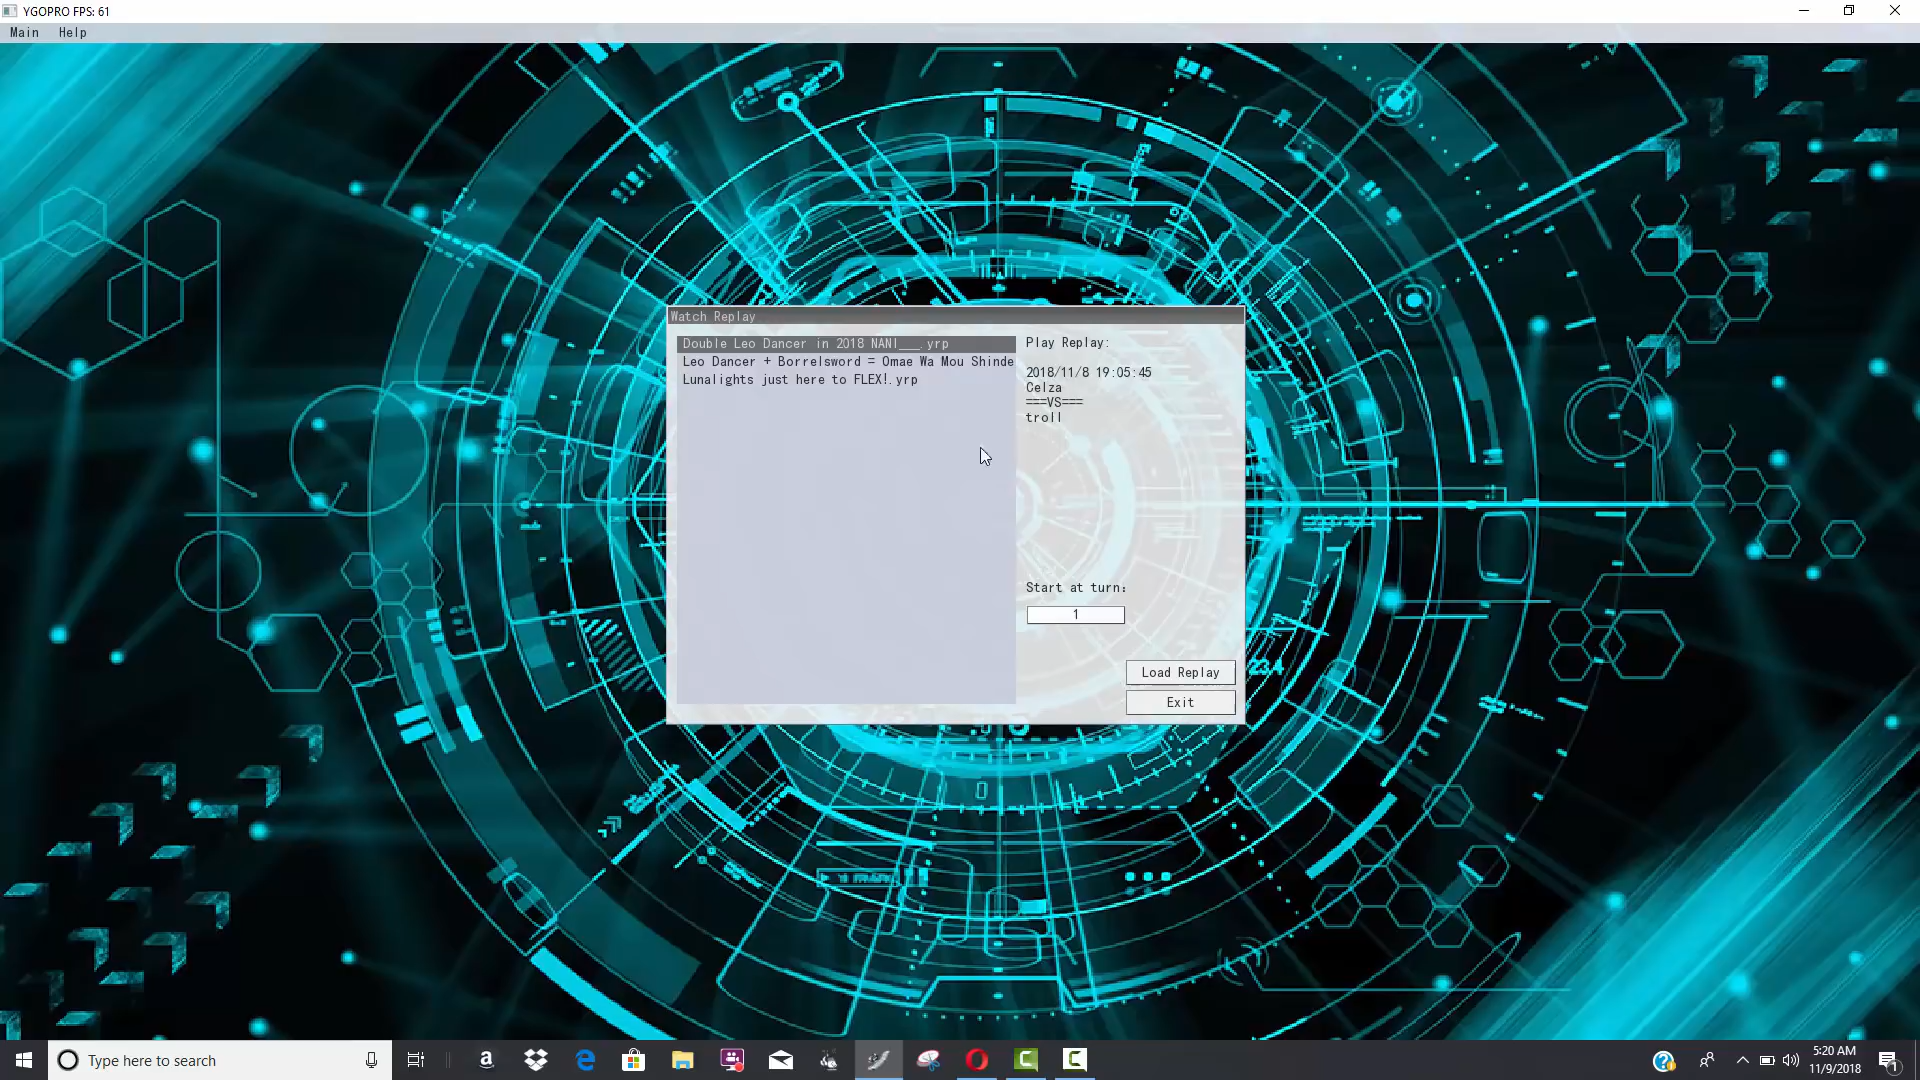 YGOPRO FPS: 61
Main Help
Watch Replay
Double Leo Dancer in 2018 NANI___.yrp
Leo Dancer + Borrelsword = Omae Wa Mou Shinde
Lunalights just here to FLEX!.yrp
Play Replay:
2018/11/8 19:05:45
Celza
===VS===
troll
Start at turn:
1
Load Replay
Exit
Type here to search
5:20 AM
11/9/2018
1